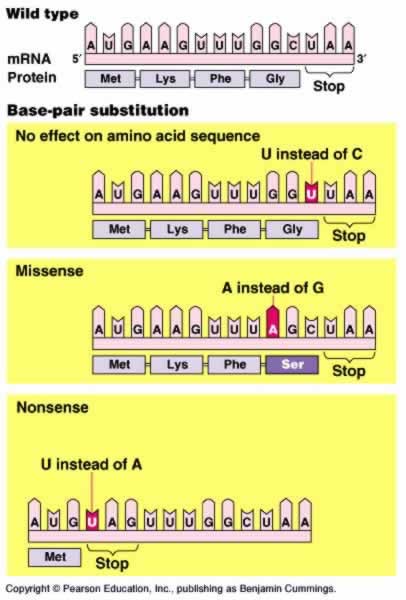 Wild type
A U G A A G U U U G G C U A A
mRNA 5′ 3′
Protein Met Lys Phe Gly Stop
Base-pair substitution
No effect on amino acid sequence
U instead of C
A U G A A G U U U G G U U A A
Met Lys Phe Gly Stop
Missense
A instead of G
A U G A A G U U U A G C U A A
Met Lys Phe Ser Stop
Nonsense
U instead of A
A U G U A G U U U G G C U A A
Met Stop
Copyright © Pearson Education, Inc., publishing as Benjamin Cummings.